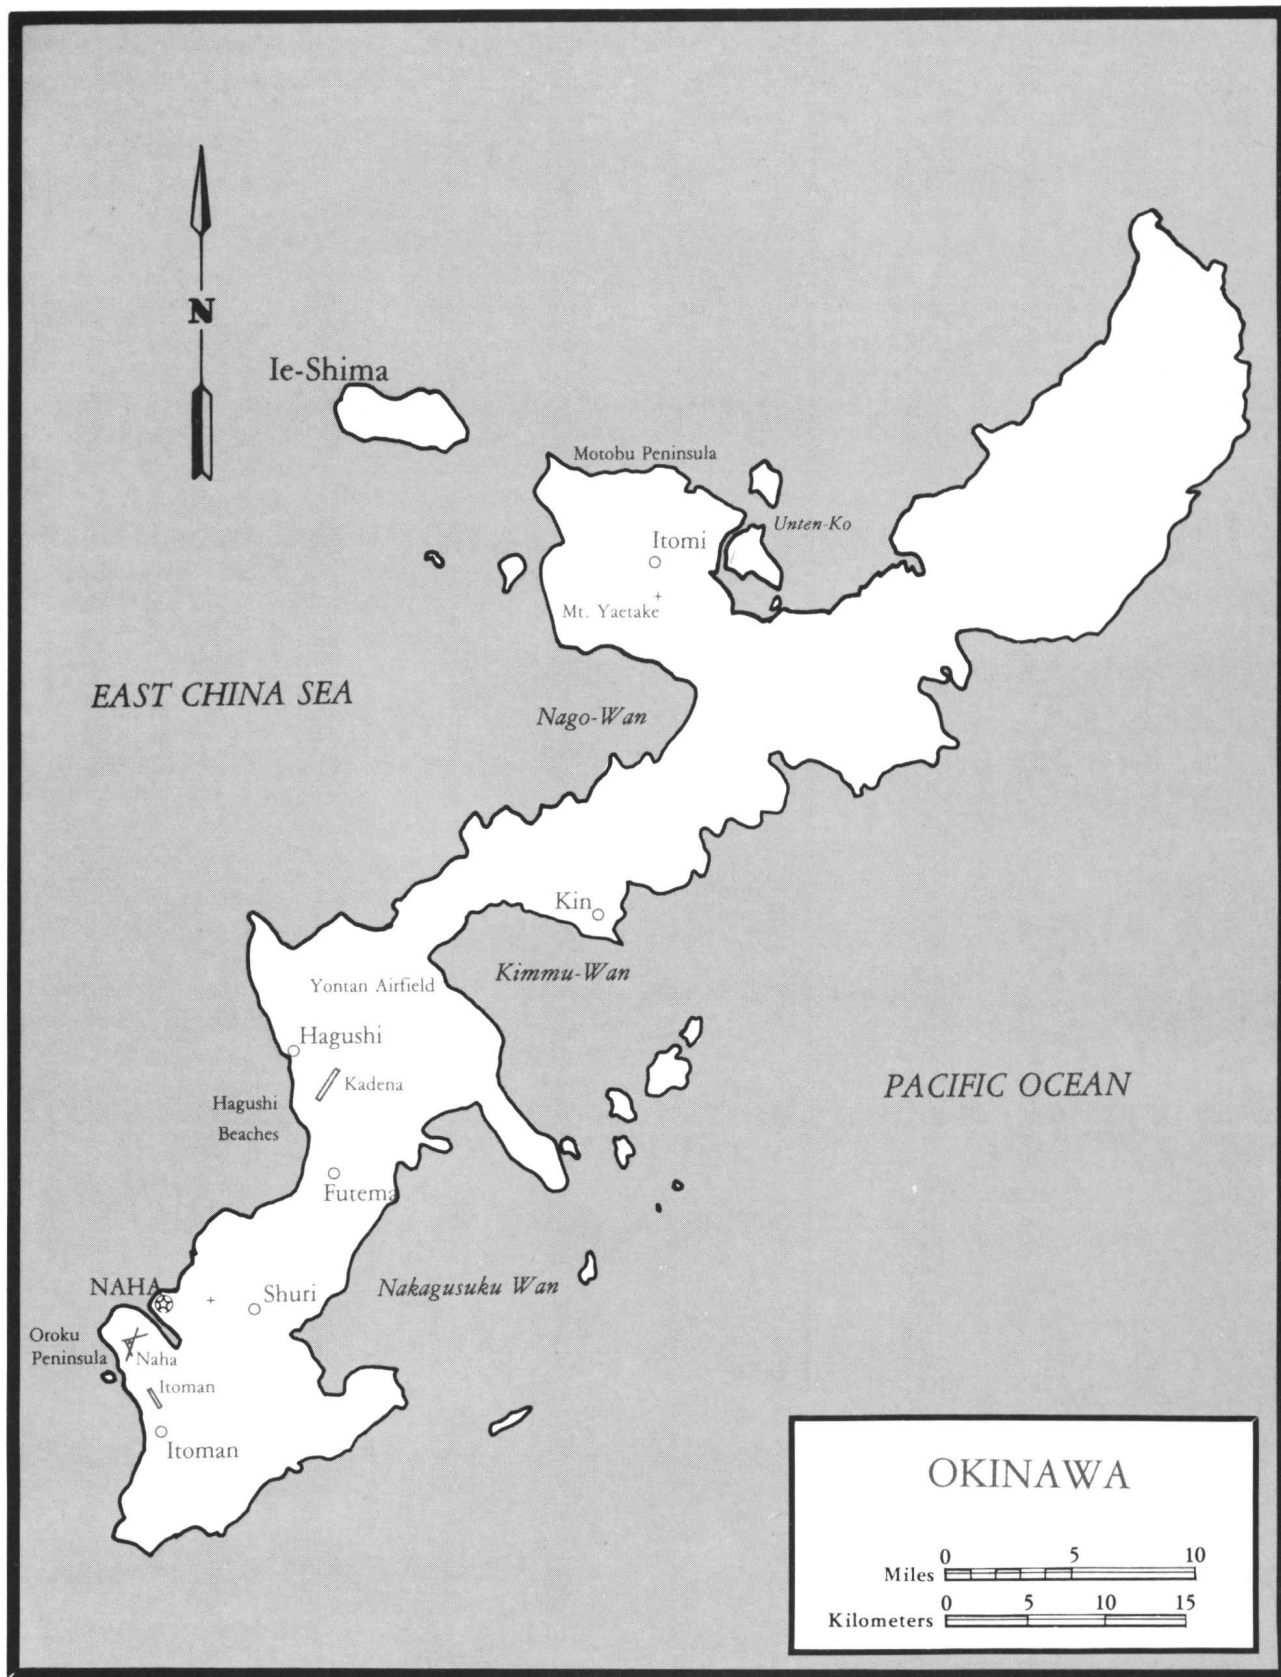 N
Ie-Shima
Motobu Peninsula
Unten-Ko
Itomi
Mt. Yaetake
EAST CHINA SEA
Nago-Wan
Kin
Kimmu-Wan
Yontan Airfield
Hagushi
Kadena
PACIFIC OCEAN
Hagushi
Beaches
Futema
NAHA
Shuri
Nakagusuku Wan
Oroku
Peninsula
Naha
Itoman
Itoman
OKINAWA
0 5 10
Miles
0 5 10 15
Kilometers